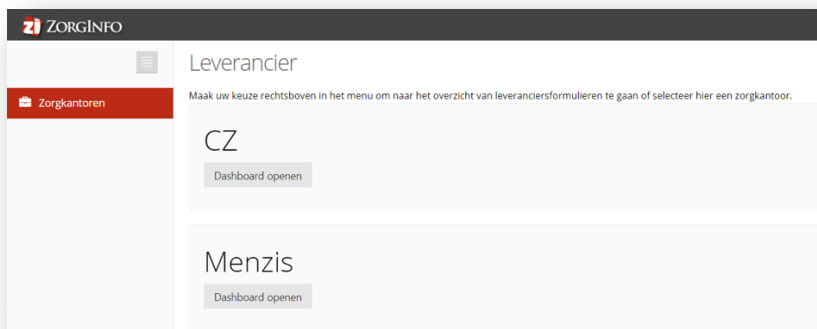 zi ZORGINFO
Leverancier
Zorgkantoren
Maak uw keuze rechtsboven in het menu om naar het overzicht van leveranciersformulieren te gaan of selecteer hier een zorgkantoor.
CZ
Dashboard openen
Menzis
Dashboard openen